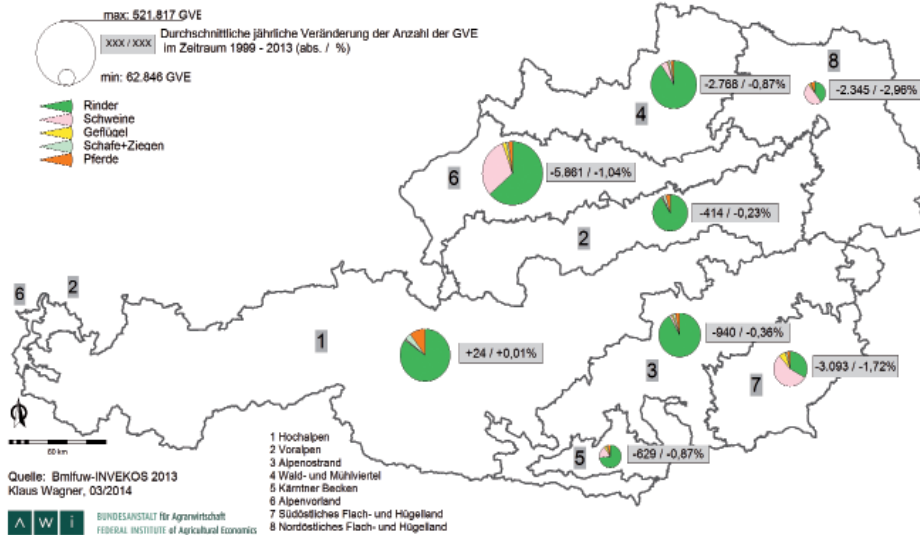 max: 521.817 GVE
xxx / xxx
Durchschnittliche jährliche Veränderung der Anzahl der GVE
im Zeitraum 1999 - 2013 (abs. / %)
min: 62.846 GVE
Rinder
Schweine
Geflügel
Schafe+Ziegen
Pferde
8
-2.768 / -0,87%
-2.345 / -2,96%
4
6
-5.861 / -1,04%
-414 / -0,23%
2
6
2
1
+24 / +0,01%
-940 / -0,36%
3
-3.093 / -1,72%
7
5
-629 / -0,87%
60 km
1 Hochalpen
2 Voralpen
3 Alpenostrand
4 Wald- und Mühlviertel
5 Kärntner Becken
6 Alpenvorland
7 Südöstliches Flach- und Hügelland
8 Nordöstliches Flach- und Hügelland
Quelle: Bmlfuw-INVEKOS 2013
Klaus Wagner, 03/2014
AWi
BUNDESANSTALT für Agrarwirtschaft
FEDERAL INSTITUTE of Agricultural Economics